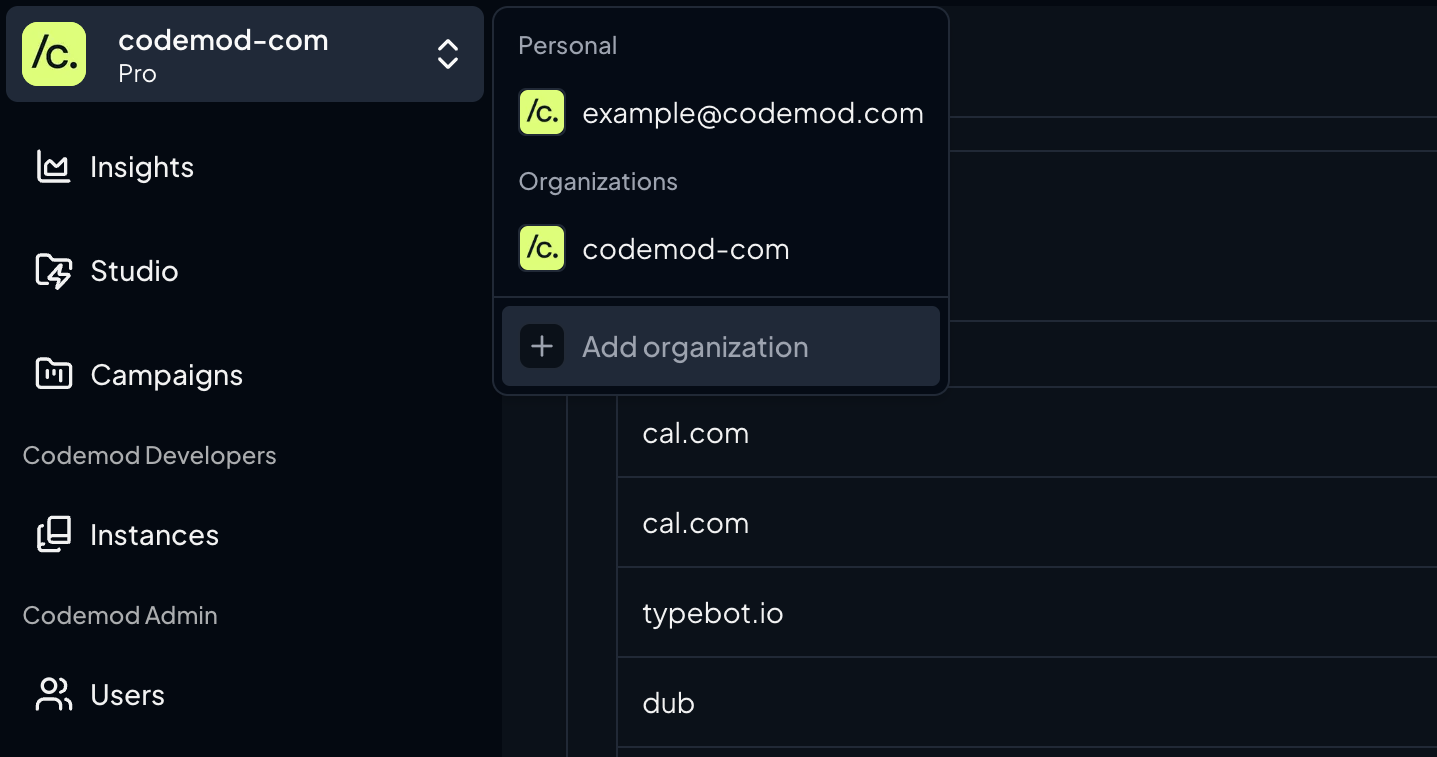 /c.
codemod-com
Pro
Insights
Studio
Campaigns
Codemod Developers
Instances
Codemod Admin
Users
Personal
/c. example@codemod.com
Organizations
/c. codemod-com
Add organization
cal.com
cal.com
typebot.io
dub